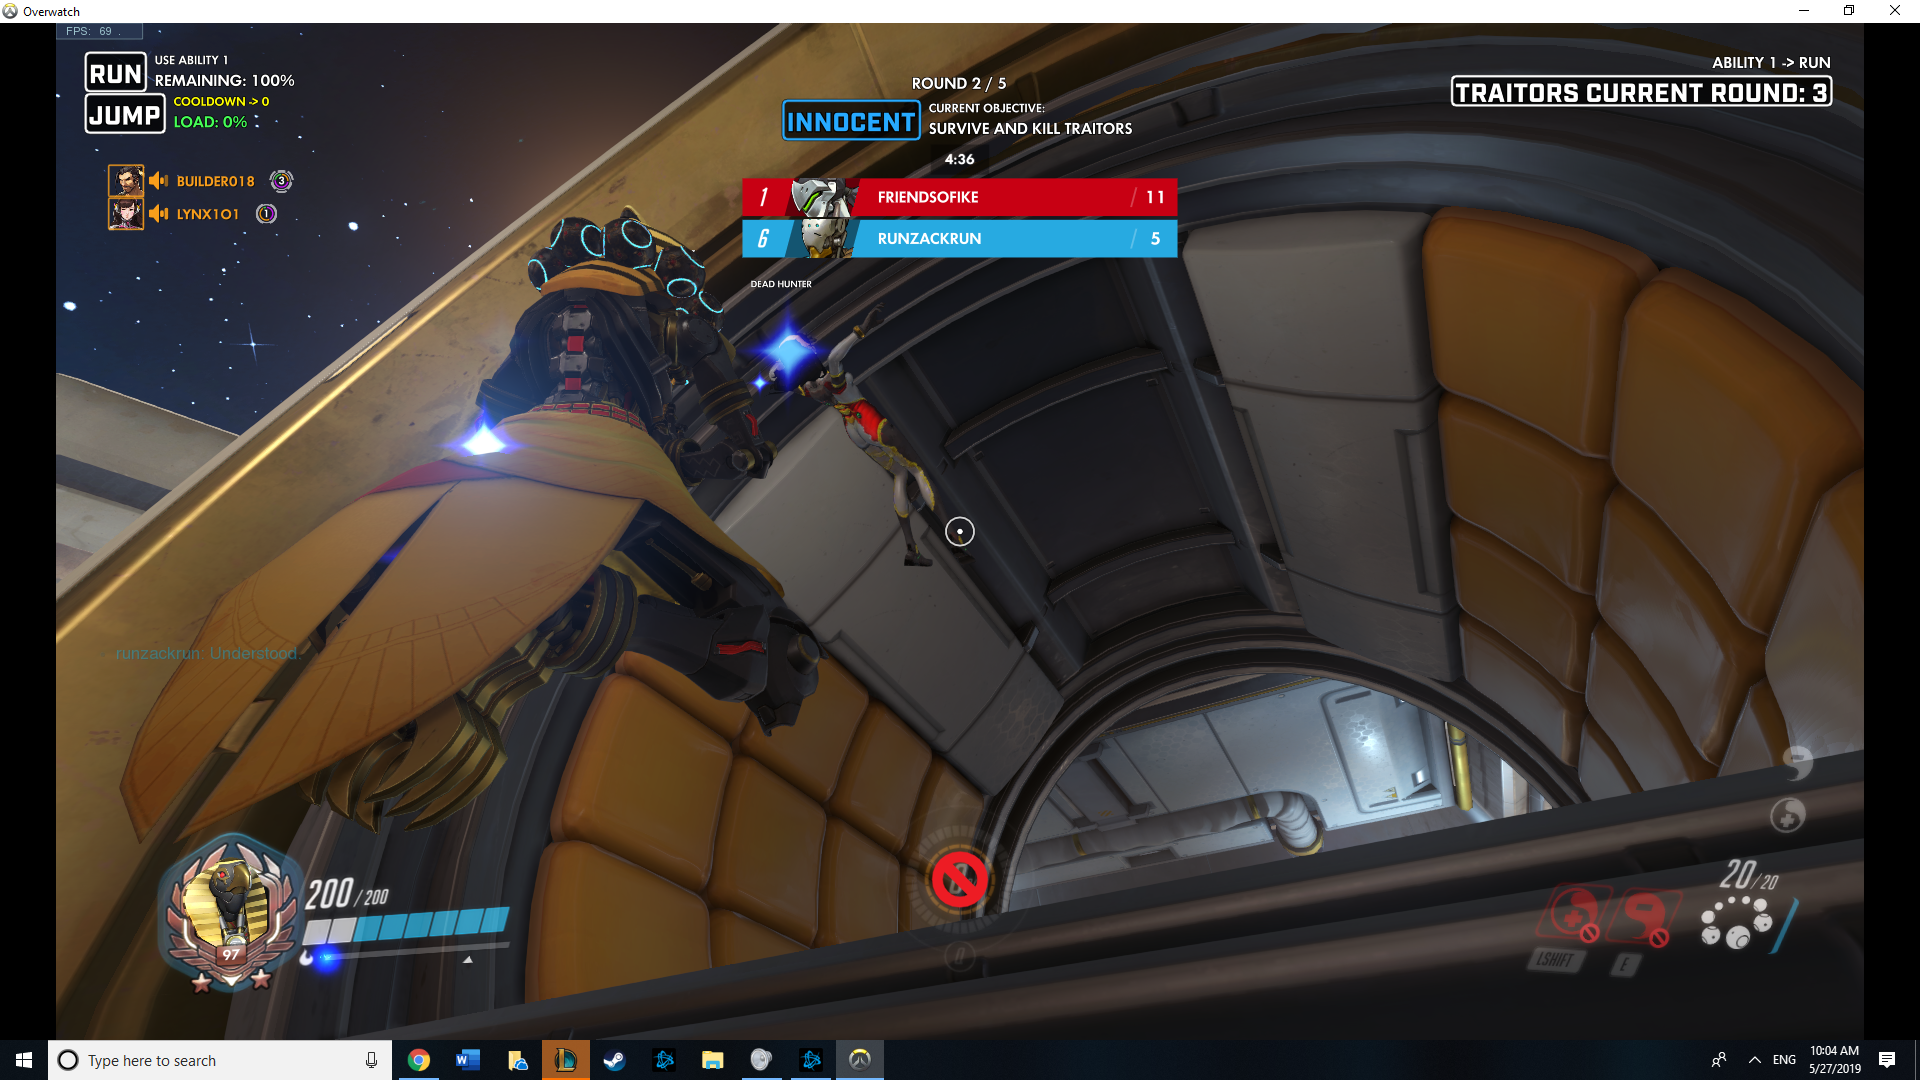 Overwatch
FPS: 69
RUN
USE ABILITY 1
REMAINING: 100%
JUMP
COOLDOWN -> 0
LOAD: 0%
BUILDER018
3
LYNX1O1
1
ROUND 2 / 5
INNOCENT
CURRENT OBJECTIVE:
SURVIVE AND KILL TRAITORS
4:36
1 FRIENDSOFIKE / 11
6 RUNZACKRUN / 5
DEAD HUNTER
ABILITY 1 -> RUN
TRAITORS CURRENT ROUND: 3
runzackrun: Understood.
97
200/200
Q
20/20
LSHIFT
E
Type here to search
ENG
10:04 AM
5/27/2019